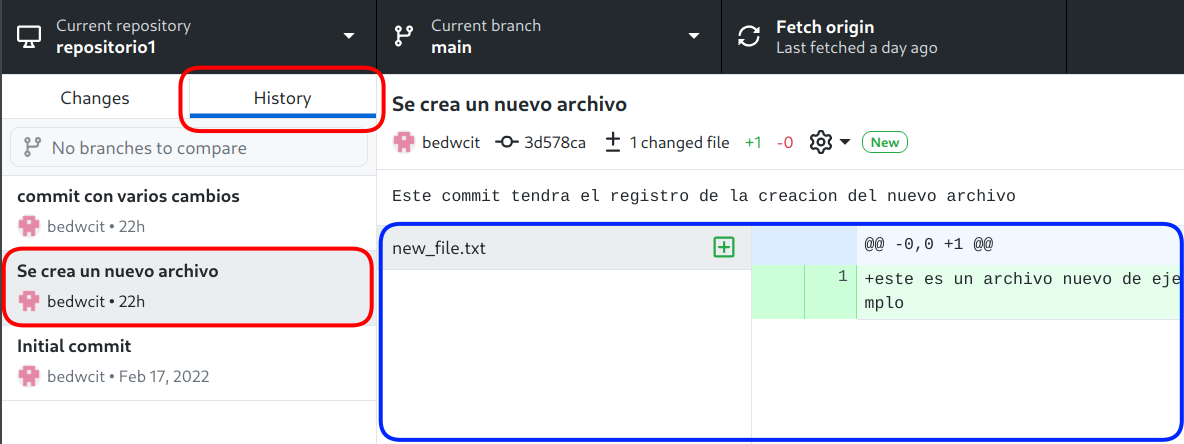 Current repository
repositorio1
Current branch
main
Fetch origin
Last fetched a day ago
Changes
History
No branches to compare
commit con varios cambios
bedwcit • 22h
Se crea un nuevo archivo
bedwcit • 22h
Initial commit
bedwcit • Feb 17, 2022
Se crea un nuevo archivo
bedwcit 3d578ca ± 1 changed file +1 -0 New
Este commit tendra el registro de la creacion del nuevo archivo
new_file.txt
@@ -0,0 +1 @@
1 +este es un archivo nuevo de eje
mplo